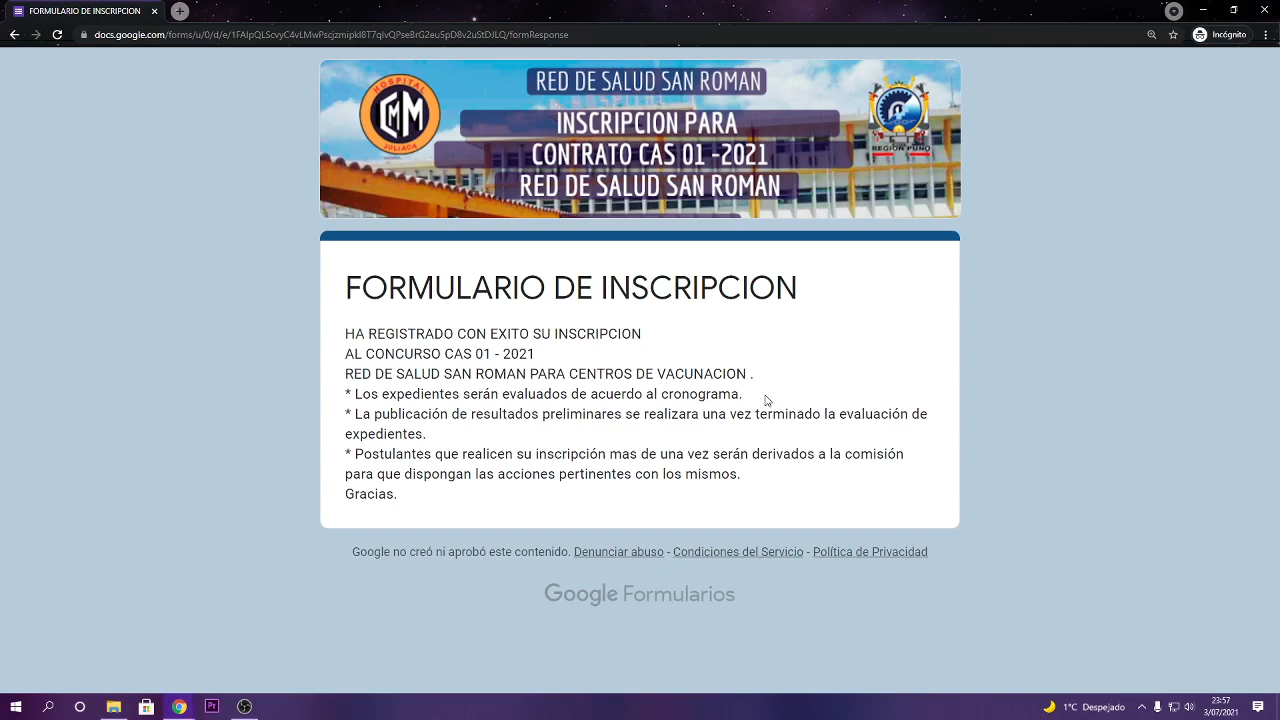 FORMULARIO DE INSCRIPCION
docs.google.com/forms/u/0/d/e/1FAIpQLScvyC4vLMwPscjzmipkl8T7qIvQPseBrG2eu5pD8v2uStDIJLQ/formResponse
Incógnito
HOSPITAL
CMM
JULIACA
RED DE SALUD SAN ROMAN
INSCRIPCION PARA
CONTRATO CAS 01 -2021
RED DE SALUD SAN ROMAN
REGION PUNO
FORMULARIO DE INSCRIPCION
HA REGISTRADO CON EXITO SU INSCRIPCION
AL CONCURSO CAS 01 - 2021
RED DE SALUD SAN ROMAN PARA CENTROS DE VACUNACION .
* Los expedientes serán evaluados de acuerdo al cronograma.
* La publicación de resultados preliminares se realizara una vez terminado la evaluación de
expedientes.
* Postulantes que realicen su inscripción mas de una vez serán derivados a la comisión
para que dispongan las acciones pertinentes con los mismos.
Gracias.
Google no creó ni aprobó este contenido. Denunciar abuso - Condiciones del Servicio - Política de Privacidad
Google Formularios
Pr
1°C Despejado
23:57
3/07/2021